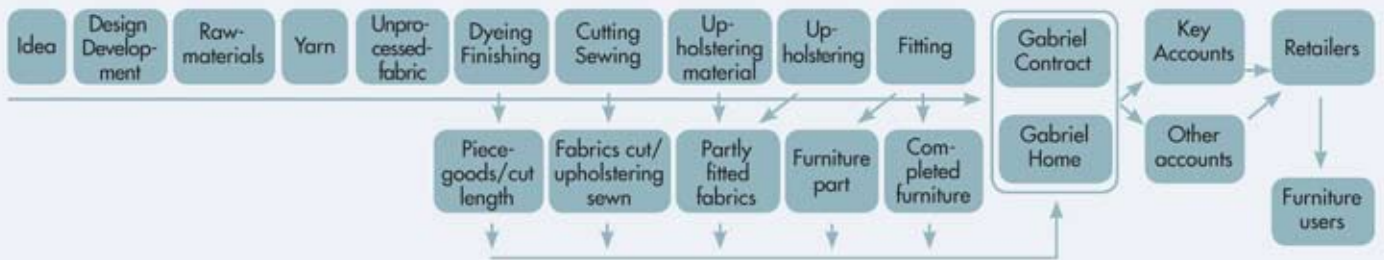 Idea
Design
Develop-
ment
Raw-
materials
Yarn
Unpro-
cessed-
fabric
Dyeing
Finishing
Cutting
Sewing
Up-
holstering
material
Up-
holstering
Fitting
Gabriel
Contract
Key
Accounts
Retailers
Piece-
goods/cut
length
Fabrics cut/
upholstering
sewn
Partly
fitted
fabrics
Furniture
part
Com-
pleted
furniture
Gabriel
Home
Other
accounts
Furniture
users